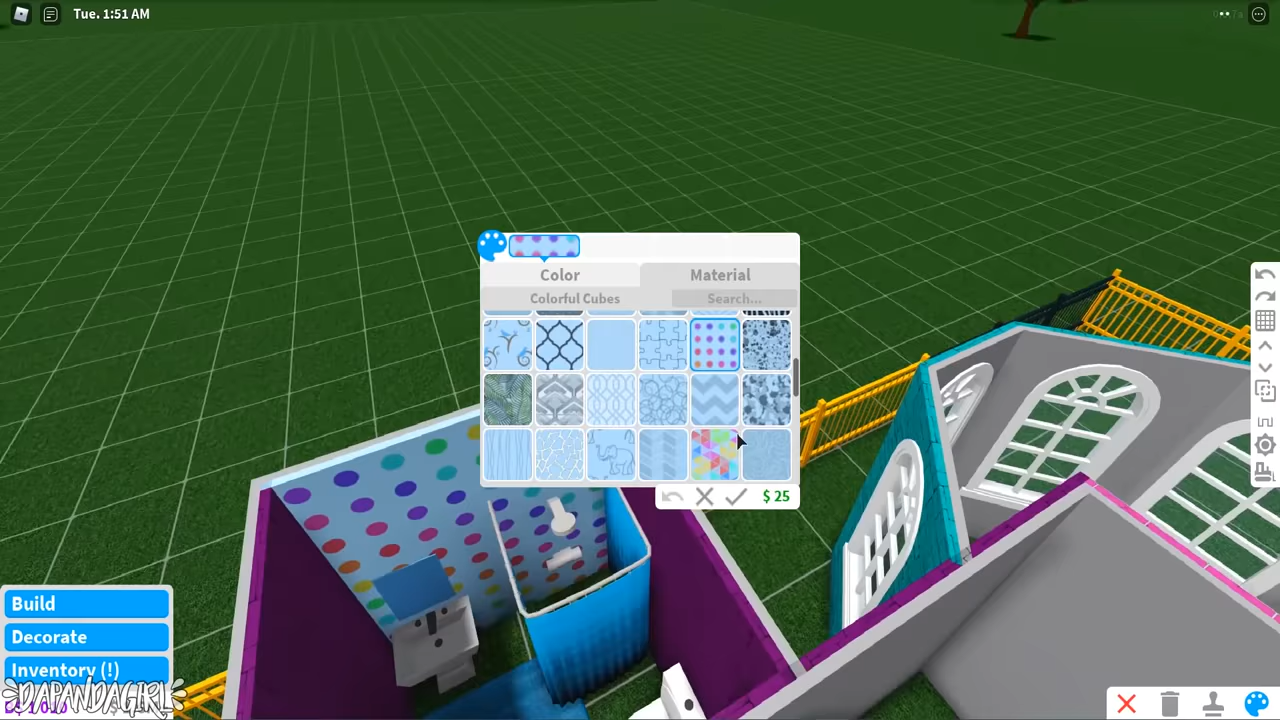 Tue. 1:51 AM
Color
Material
Colorful Cubes
Search...
$ 25
Build
Decorate
Inventory (!)
DAPANDAGIRL